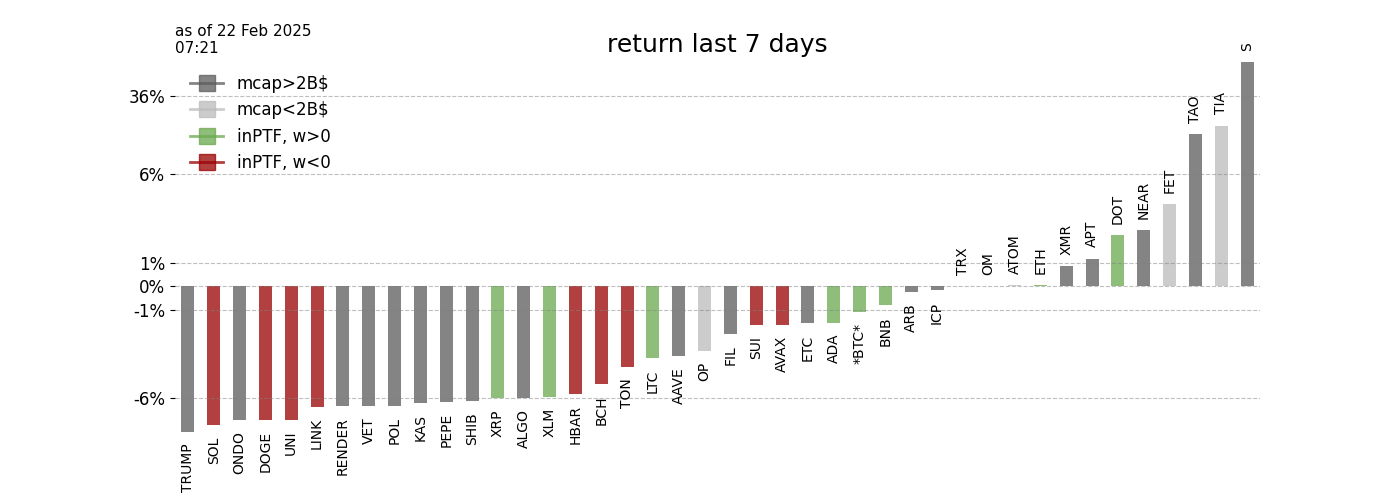 as of 22 Feb 2025
07:21
return last 7 days
mcap>2B$
mcap<2B$
inPTF, w>0
inPTF, w<0
36%
6%
1%
0%
-1%
-6%
TRUMP
SOL
ONDO
DOGE
UNI
LINK
RENDER
VET
POL
KAS
PEPE
SHIB
XRP
ALGO
XLM
HBAR
BCH
TON
LTC
AAVE
OP
FIL
SUI
AVAX
ETC
ADA
*BTC*
BNB
ARB
ICP
TRX
OM
ATOM
ETH
XMR
APT
DOT
NEAR
FET
TAO
TIA
S